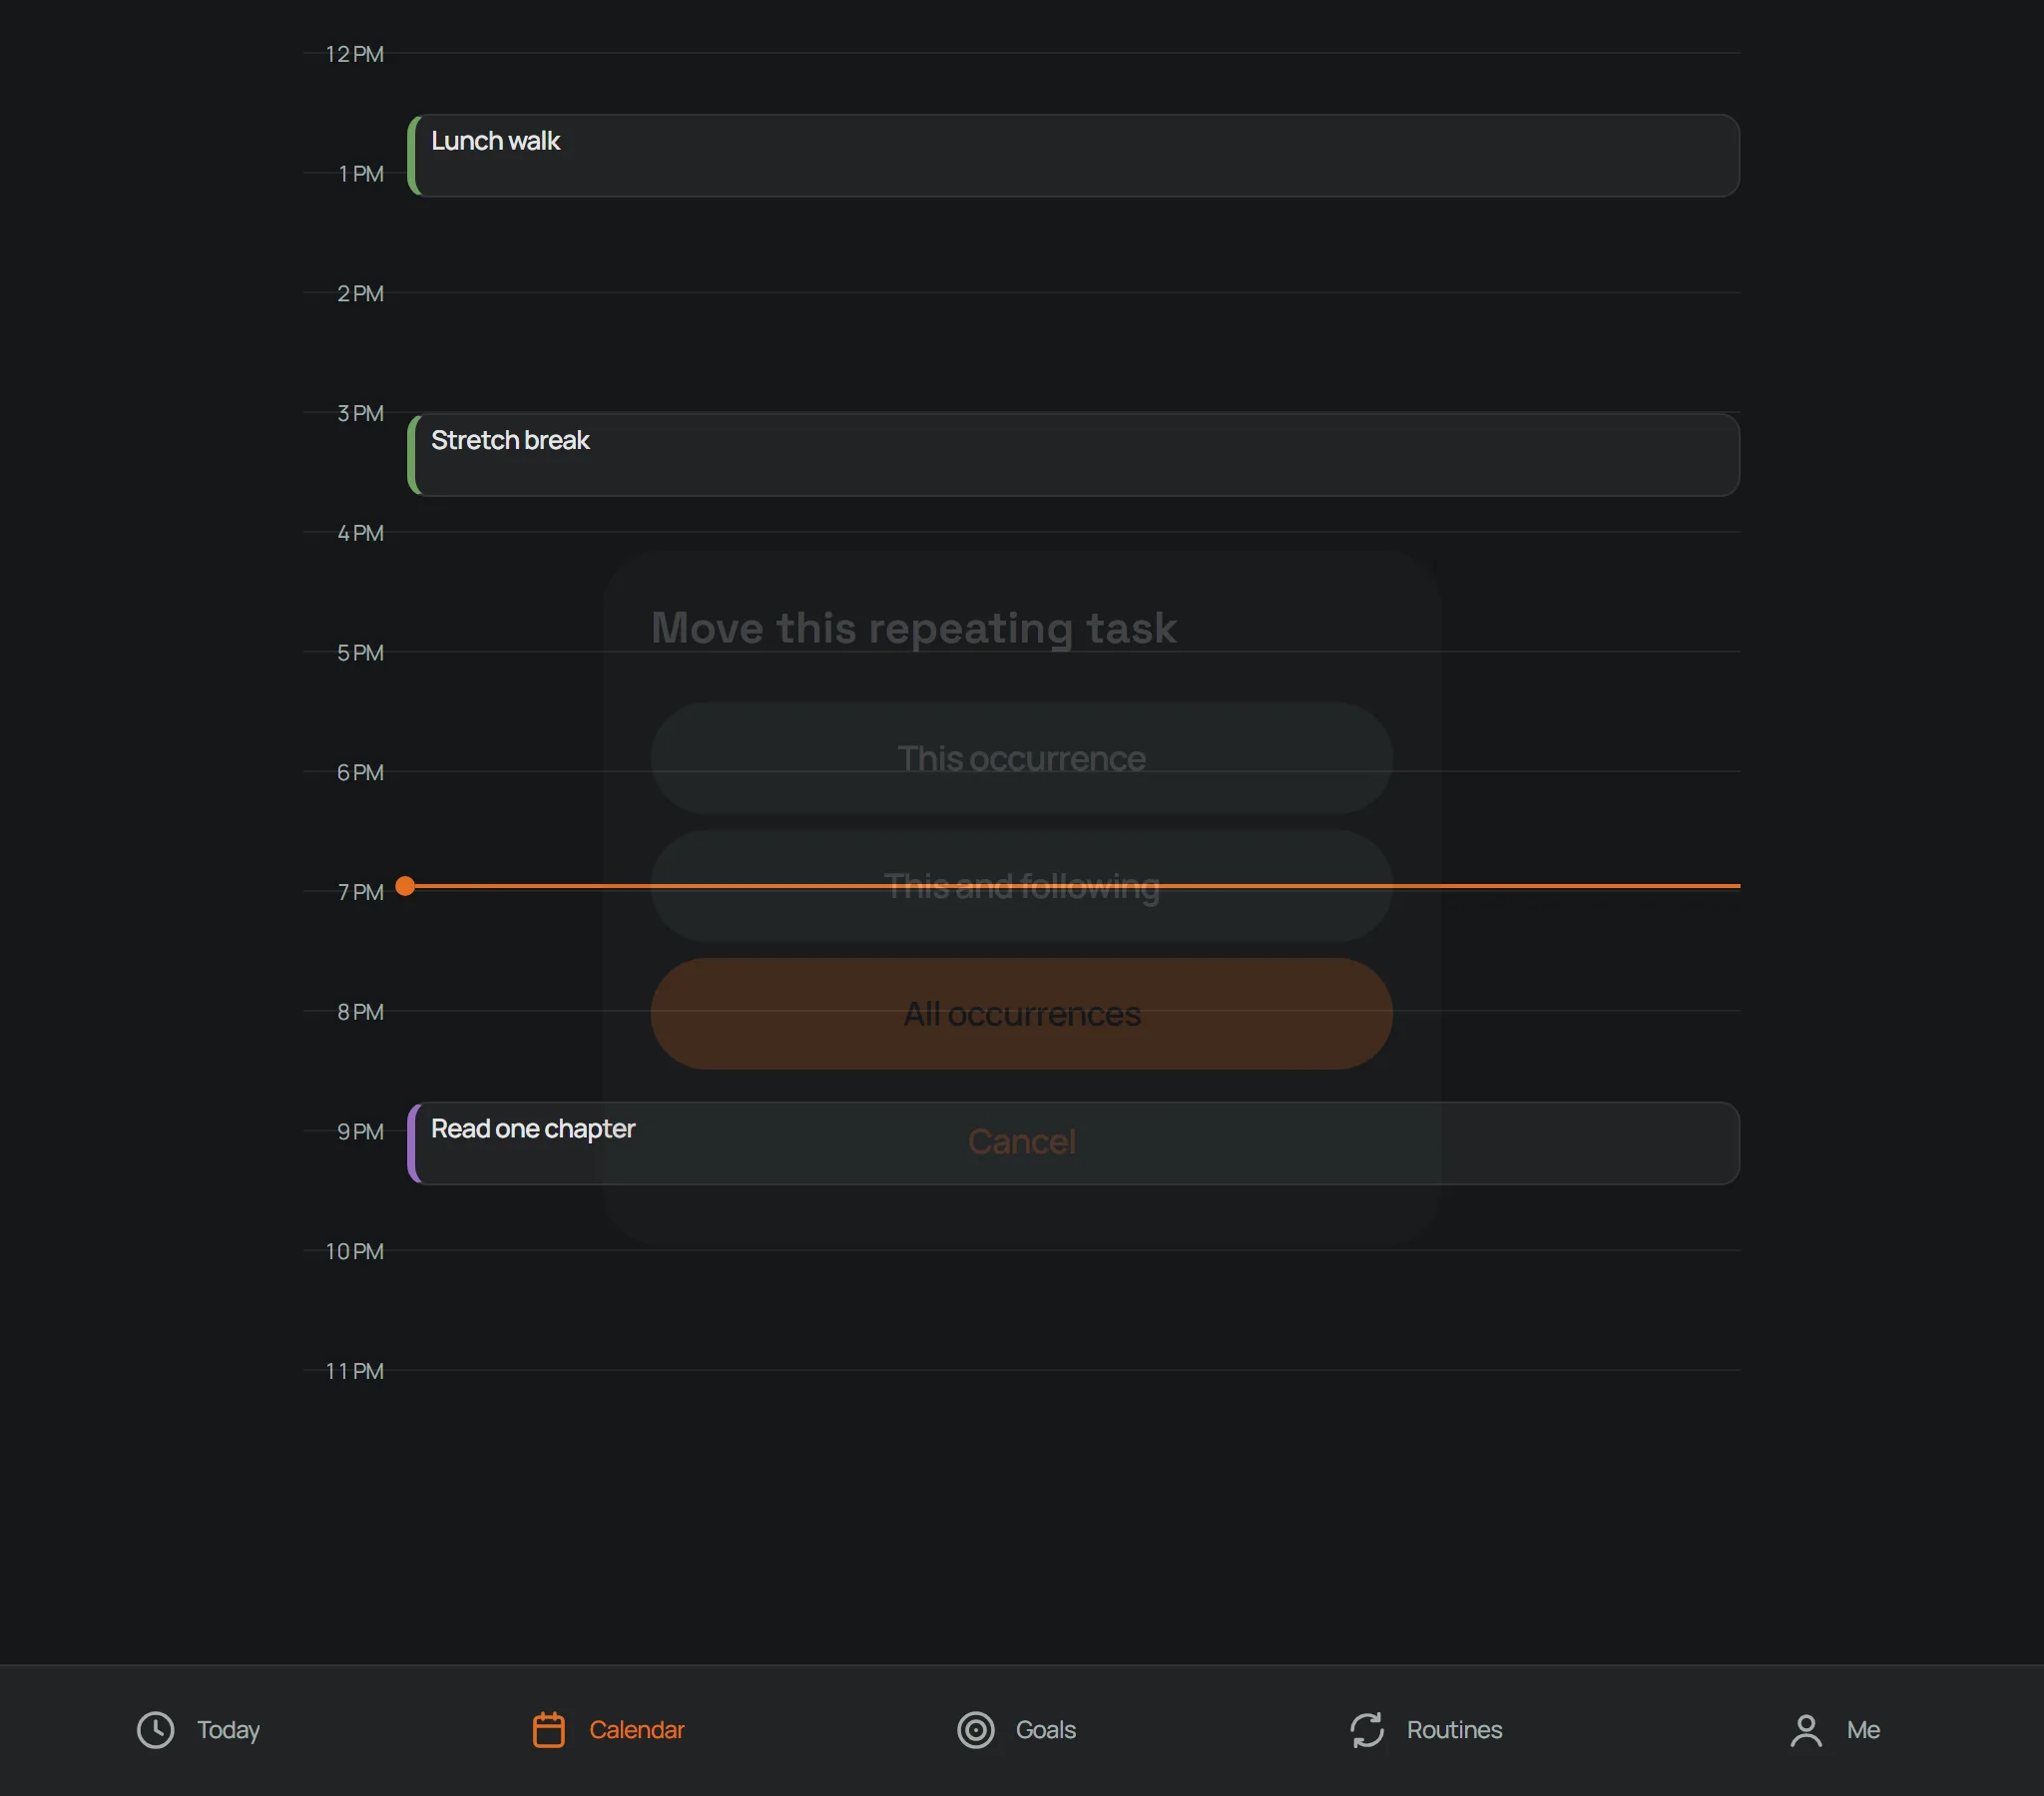 12 PM
Lunch walk
1 PM
2 PM
3 PM
Stretch break
4 PM
Move this repeating task
5 PM
This occurrence
6 PM
This and following
7 PM
All occurrences
8 PM
Read one chapter
9 PM
Cancel
10 PM
11 PM
Today
Calendar
Goals
Routines
Me